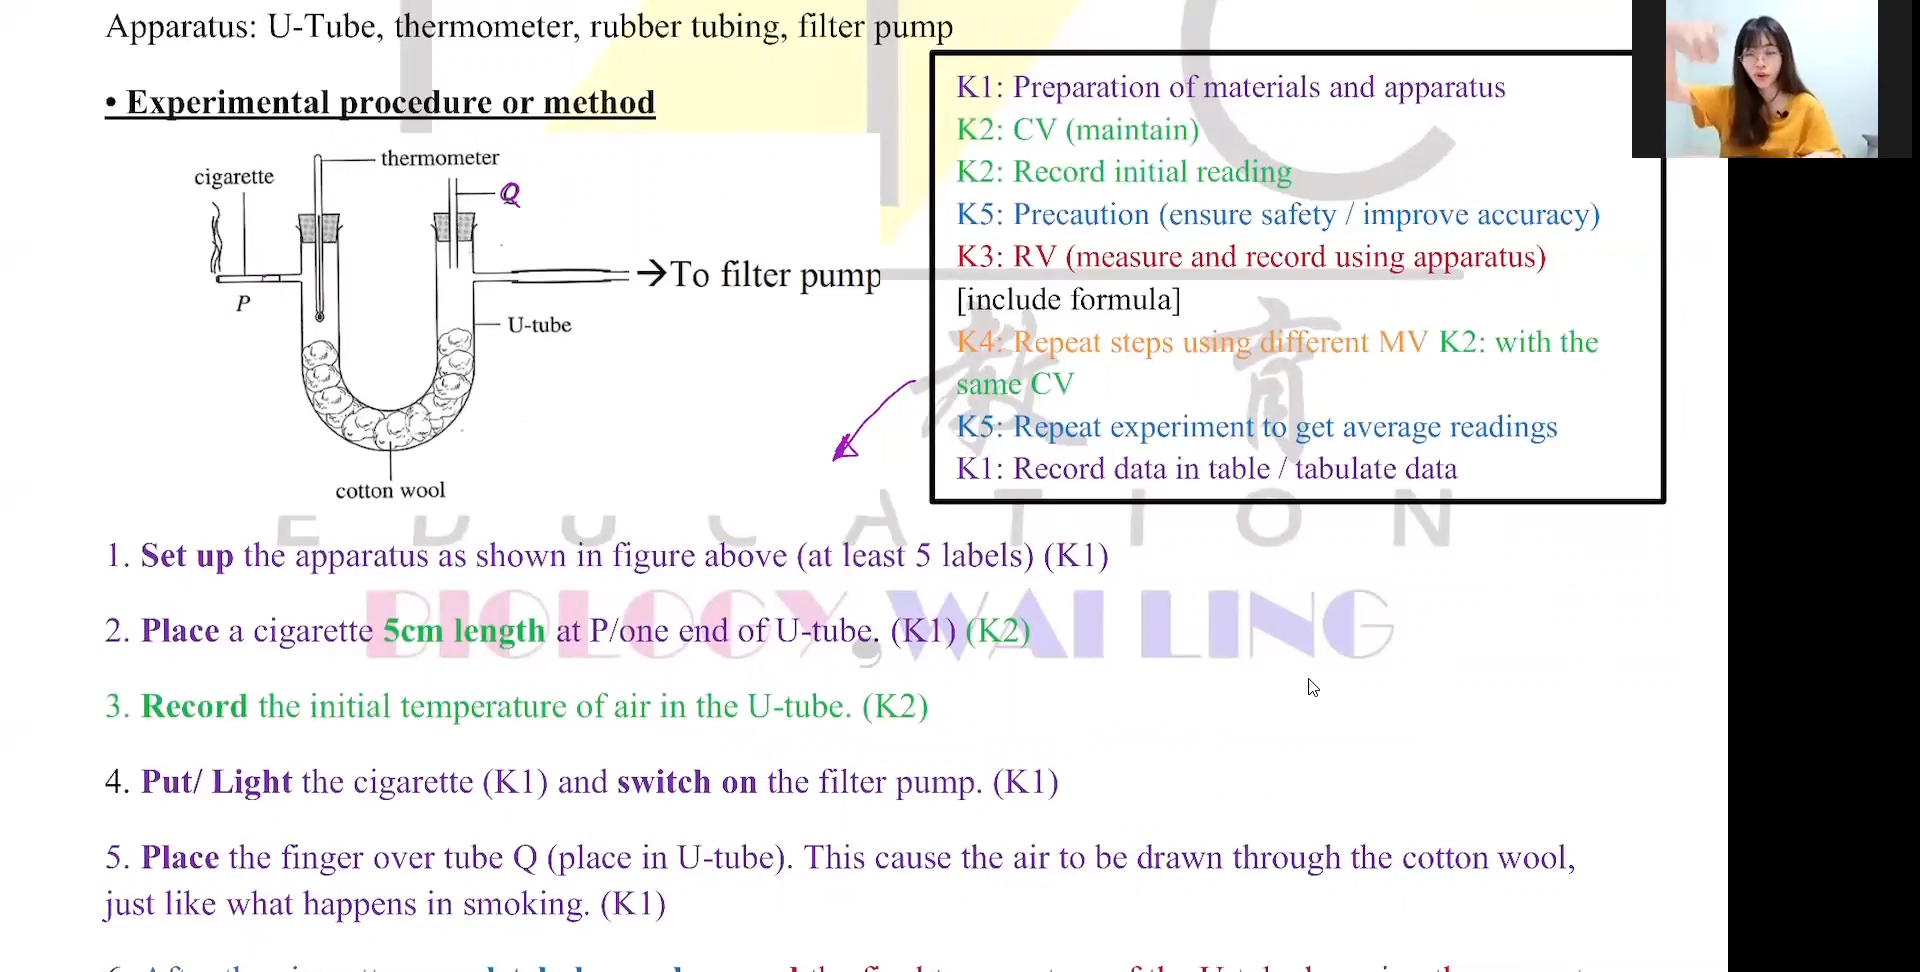 Apparatus: U-Tube, thermometer, rubber tubing, filter pump
• Experimental procedure or method
thermometer
cigarette
Q
→To filter pump
P
U-tube
cotton wool
K1: Preparation of materials and apparatus
K2: CV (maintain)
K2: Record initial reading
K5: Precaution (ensure safety / improve accuracy)
K3: RV (measure and record using apparatus)
[include formula]
K4: Repeat steps using different MV K2: with the
same CV
K5: Repeat experiment to get average readings
K1: Record data in table / tabulate data
教育
EDUCATION
1. Set up the apparatus as shown in figure above (at least 5 labels) (K1)
BIOLOGY, WAI LING
2. Place a cigarette 5cm length at P/one end of U-tube. (K1) (K2)
3. Record the initial temperature of air in the U-tube. (K2)
4. Put/ Light the cigarette (K1) and switch on the filter pump. (K1)
5. Place the finger over tube Q (place in U-tube). This cause the air to be drawn through the cotton wool,
just like what happens in smoking. (K1)